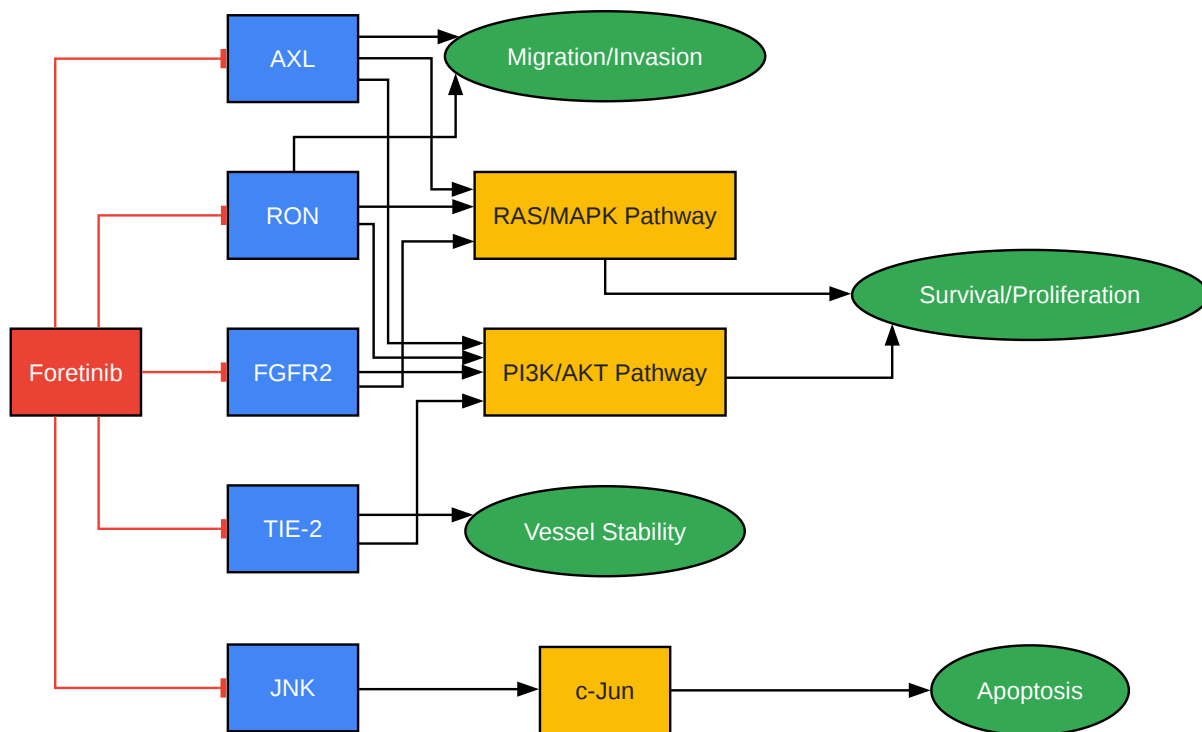 AXL
Migration/Invasion
RON
RAS/MAPK Pathway
Survival/Proliferation
Foretinib
FGFR2
PI3K/AKT Pathway
TIE-2
Vessel Stability
JNK
c-Jun
Apoptosis